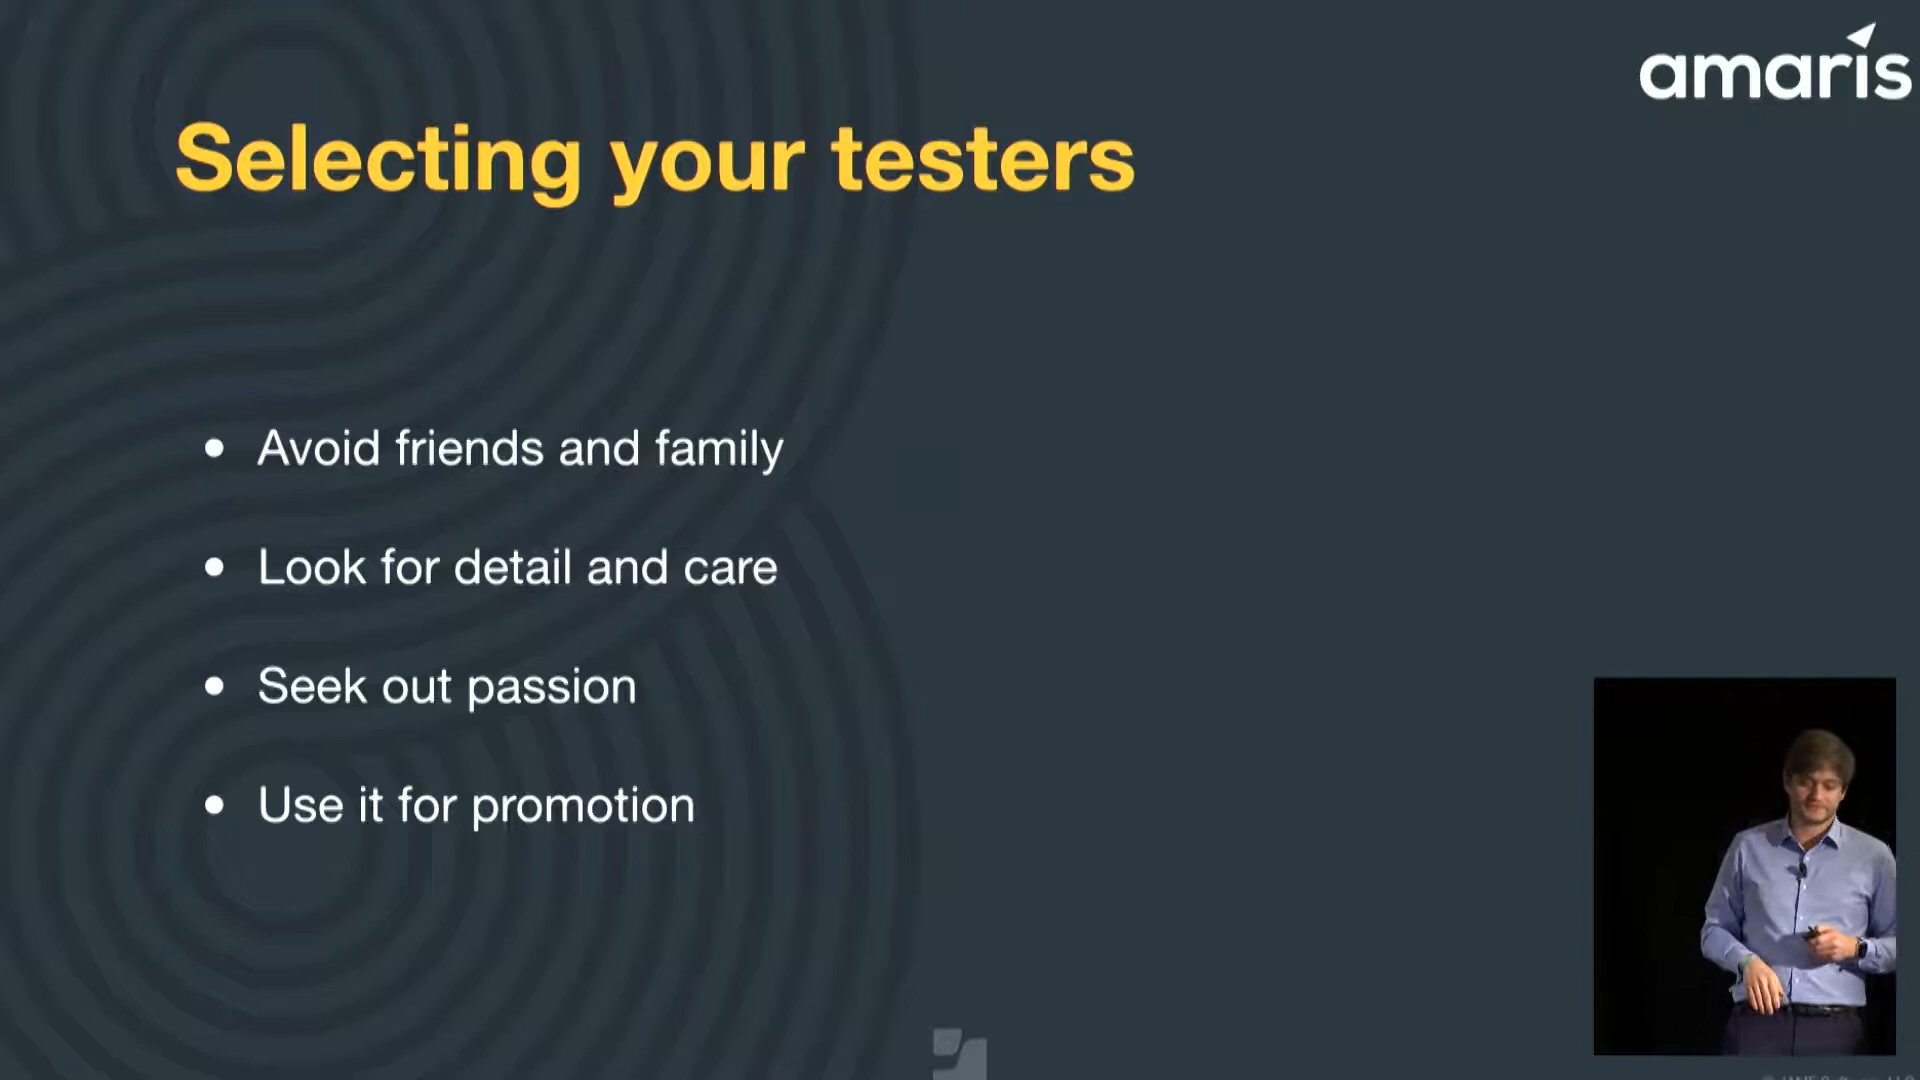 amaris
Selecting your testers
• Avoid friends and family
• Look for detail and care
• Seek out passion
• Use it for promotion